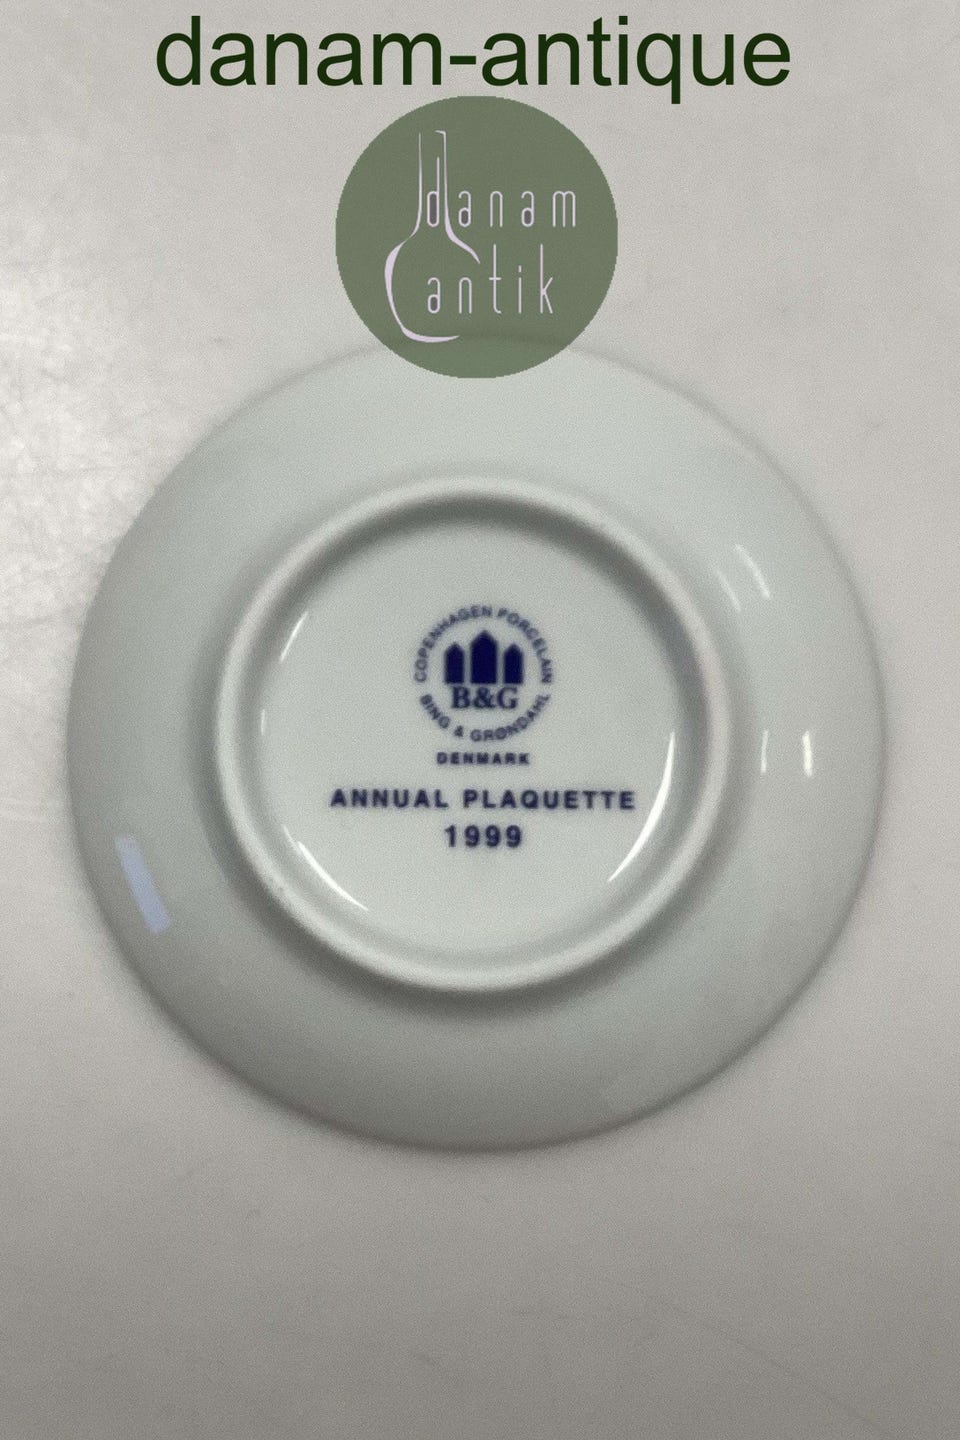 danam-antique
danam
antik
COPENHAGEN PORCELAIN
B&G
BING & GRØNDAHL
DENMARK
ANNUAL PLAQUETTE
1999